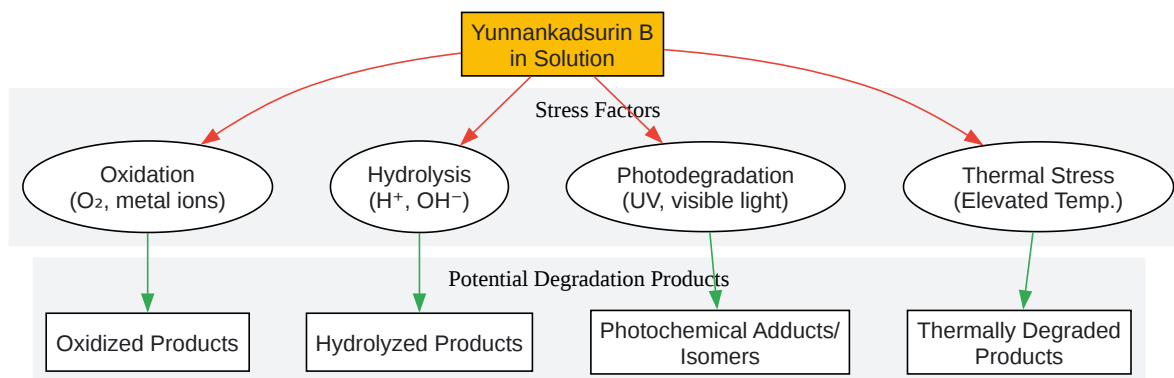 Yunnankadsurin B
in Solution
Stress Factors
Oxidation
(O₂, metal ions)
Hydrolysis
(H⁺, OH⁻)
Photodegradation
(UV, visible light)
Thermal Stress
(Elevated Temp.)
Potential Degradation Products
Oxidized Products
Hydrolyzed Products
Photochemical Adducts/
Isomers
Thermally Degraded
Products